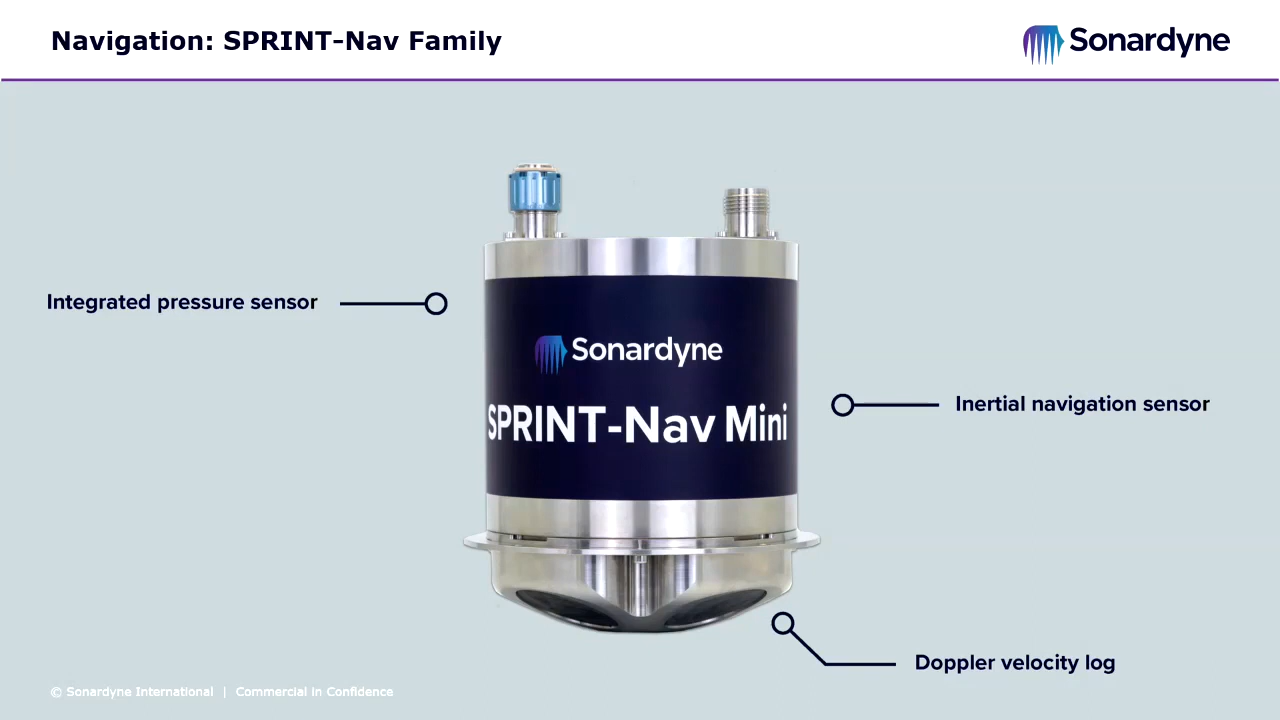 Navigation: SPRINT-Nav Family
Sonardyne
Integrated pressure sensor
Sonardyne
SPRINT-Nav Mini
Inertial navigation sensor
Doppler velocity log
© Sonardyne International | Commercial in Confidence